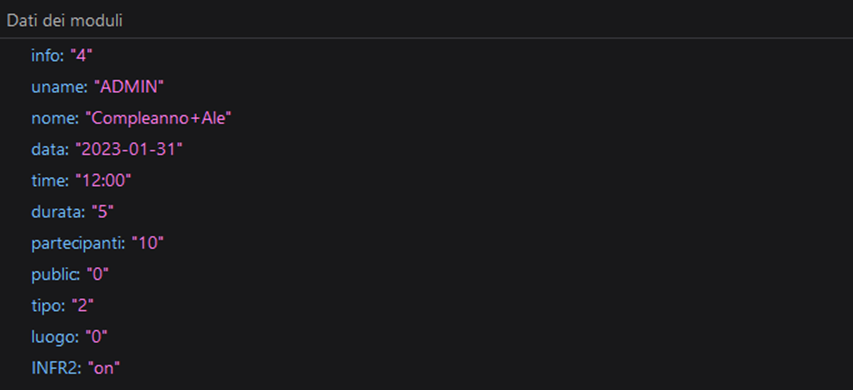 Dati dei moduli
info: "4"
uname: "ADMIN"
nome: "Compleanno+Ale"
data: "2023-01-31"
time: "12:00"
durata: "5"
partecipanti: "10"
public: "0"
tipo: "2"
luogo: "0"
INFR2: "on"